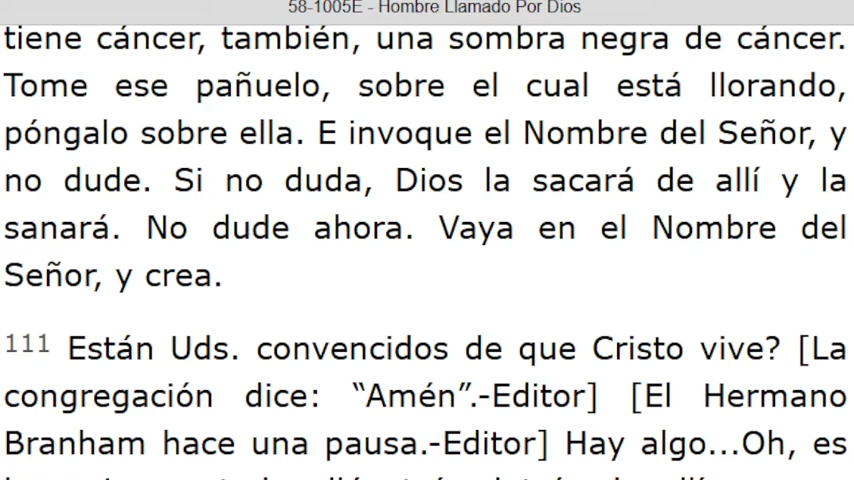 58-1005E - Hombre Llamado Por Dios
tiene cáncer, también, una sombra negra de cáncer.
Tome ese pañuelo, sobre el cual está llorando,
póngalo sobre ella. E invoque el Nombre del Señor, y
no dude. Si no duda, Dios la sacará de allí y la
sanará. No dude ahora. Vaya en el Nombre del
Señor, y crea.
111 Están Uds. convencidos de que Cristo vive? [La
congregación dice: “Amén”.-Editor] [El Hermano
Branham hace una pausa.-Editor] Hay algo...Oh, es